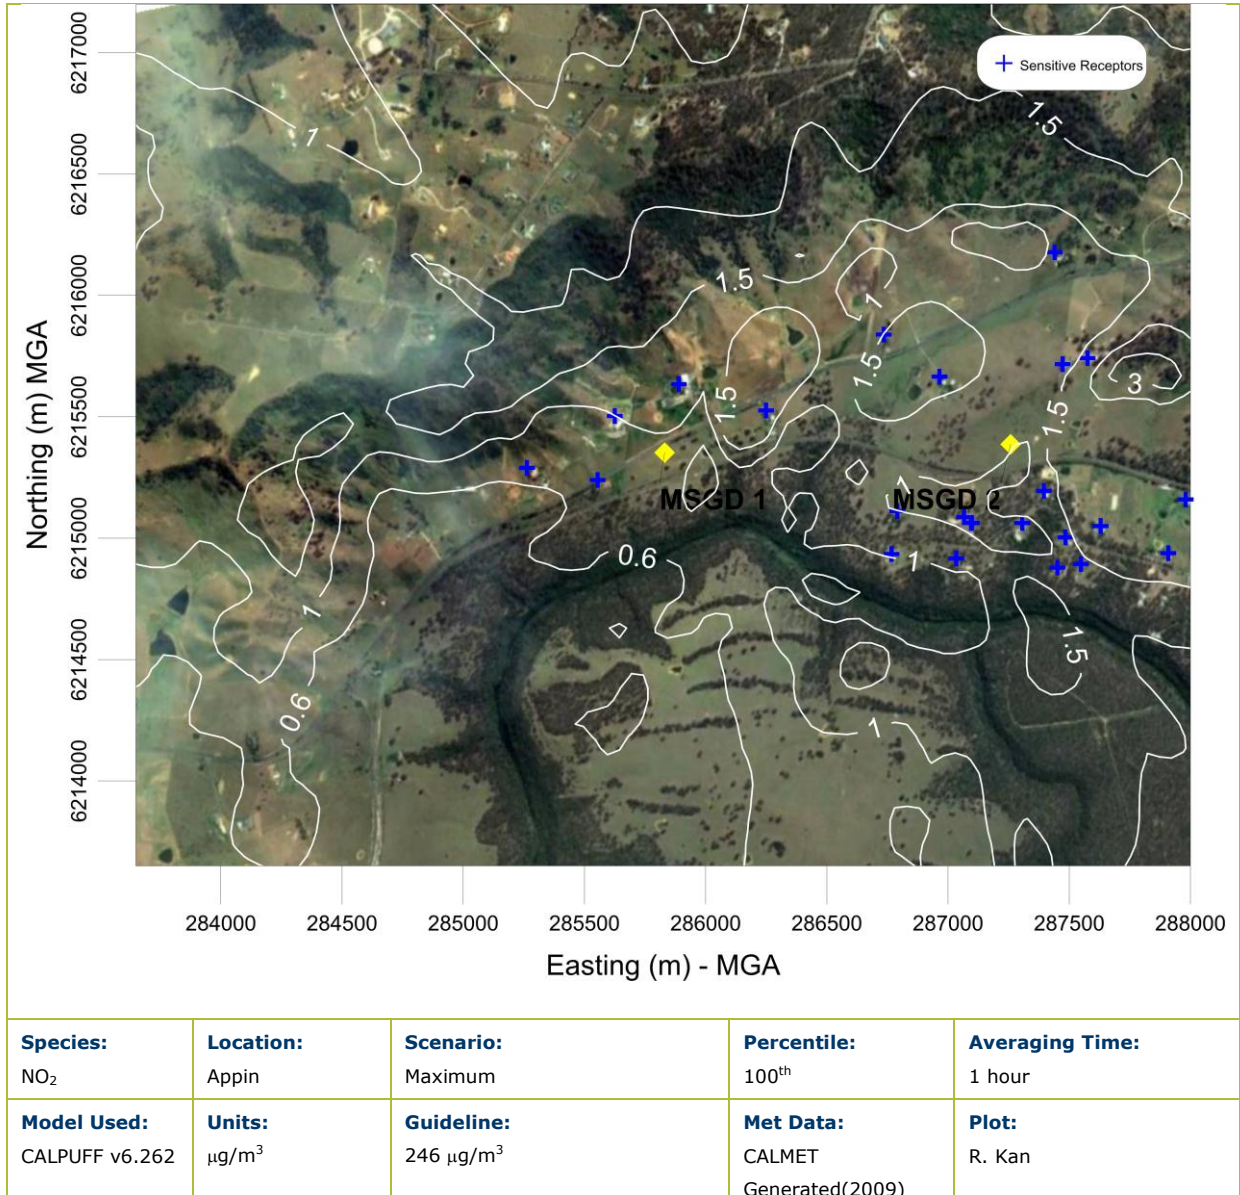 Sensitive Receptors
Northing (m) MGA
6217000
6216500
6216000
6215500
6215000
6214500
6214000
1
1.5
1.5
1
1.5
1.5
3
1.5
1
MSGD 1
MSGD 2
0.6
1
1
1.5
0.6
1
284000 284500 285000 285500 286000 286500 287000 287500 288000
Easting (m) - MGA
Species: Location: Scenario: Percentile: Averaging Time:
NO₂ Appin Maximum 100ᵗʰ 1 hour
Model Used: Units: Guideline: Met Data: Plot:
CALPUFF v6.262 µg/m³ 246 µg/m³ CALMET R. Kan
Generated(2009)